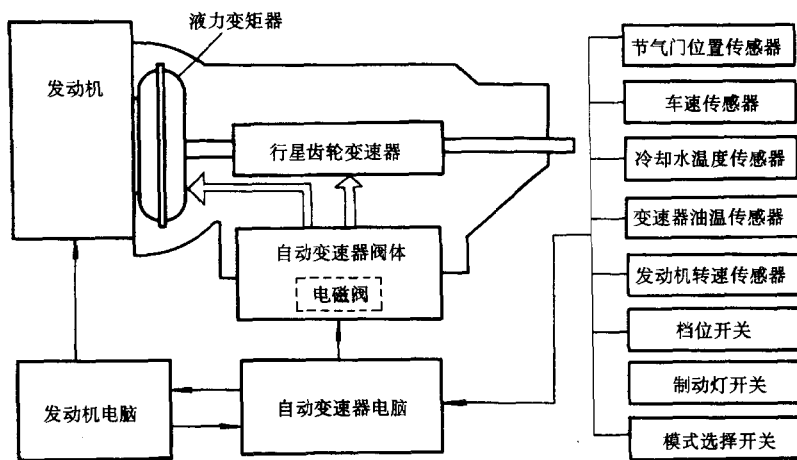 液力变矩器
发动机
行星齿轮变速器
自动变速器阀体
电磁阀
发动机电脑
自动变速器电脑
节气门位置传感器
车速传感器
冷却水温度传感器
变速器油温传感器
发动机转速传感器
档位开关
制动灯开关
模式选择开关